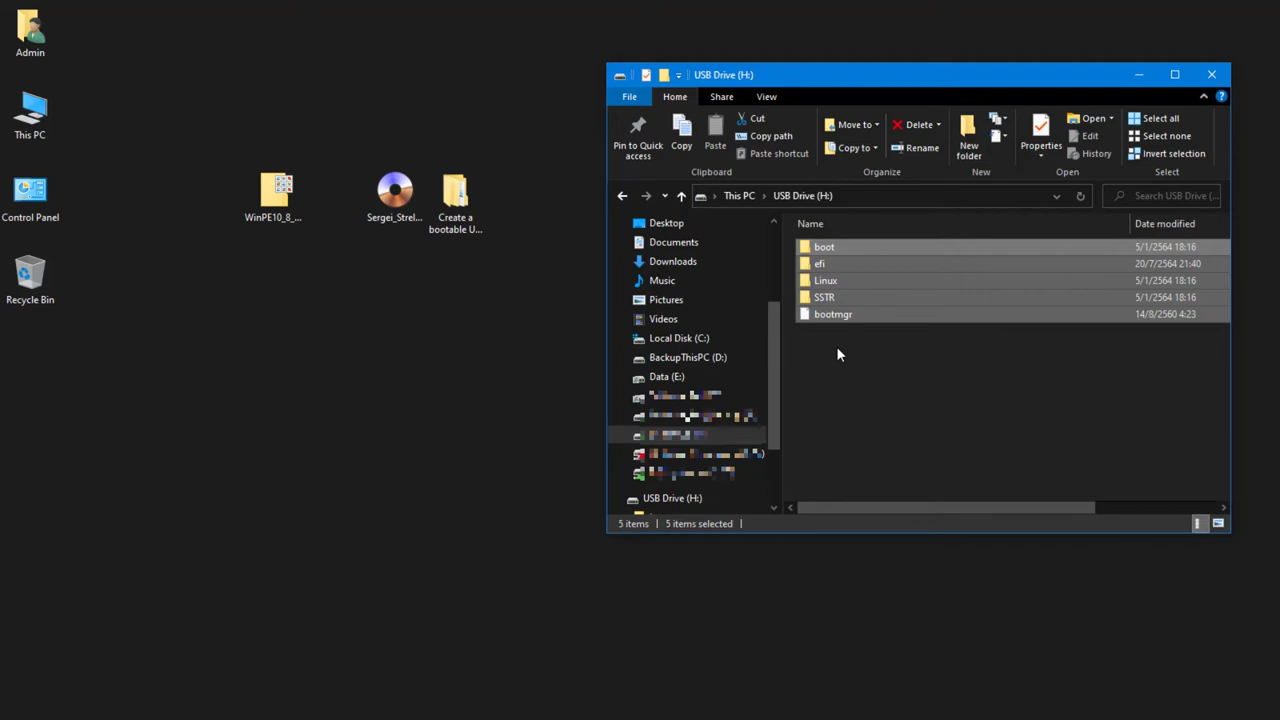 Admin
This PC
Control Panel
Recycle Bin
WinPE10_8_...
Sergei_Strel...
Create a
bootable U...
USB Drive (H:)
File Home Share View
Pin to Quick
access
Copy
Paste
Cut
Copy path
Paste shortcut
Clipboard
Move to
Copy to
Delete
Rename
Organize
New
folder
New
Properties
Open
Edit
History
Open
Select all
Select none
Invert selection
Select
This PC USB Drive (H:)
Search USB Drive (...
Desktop
Documents
Downloads
Music
Pictures
Videos
Local Disk (C:)
BackupThisPC (D:)
Data (E:)
USB Drive (H:)
Name Date modified
boot 5/1/2564 18:16
efi 20/7/2564 21:40
Linux 5/1/2564 18:16
SSTR 5/1/2564 18:16
bootmgr 14/8/2560 4:23
5 items 5 items selected